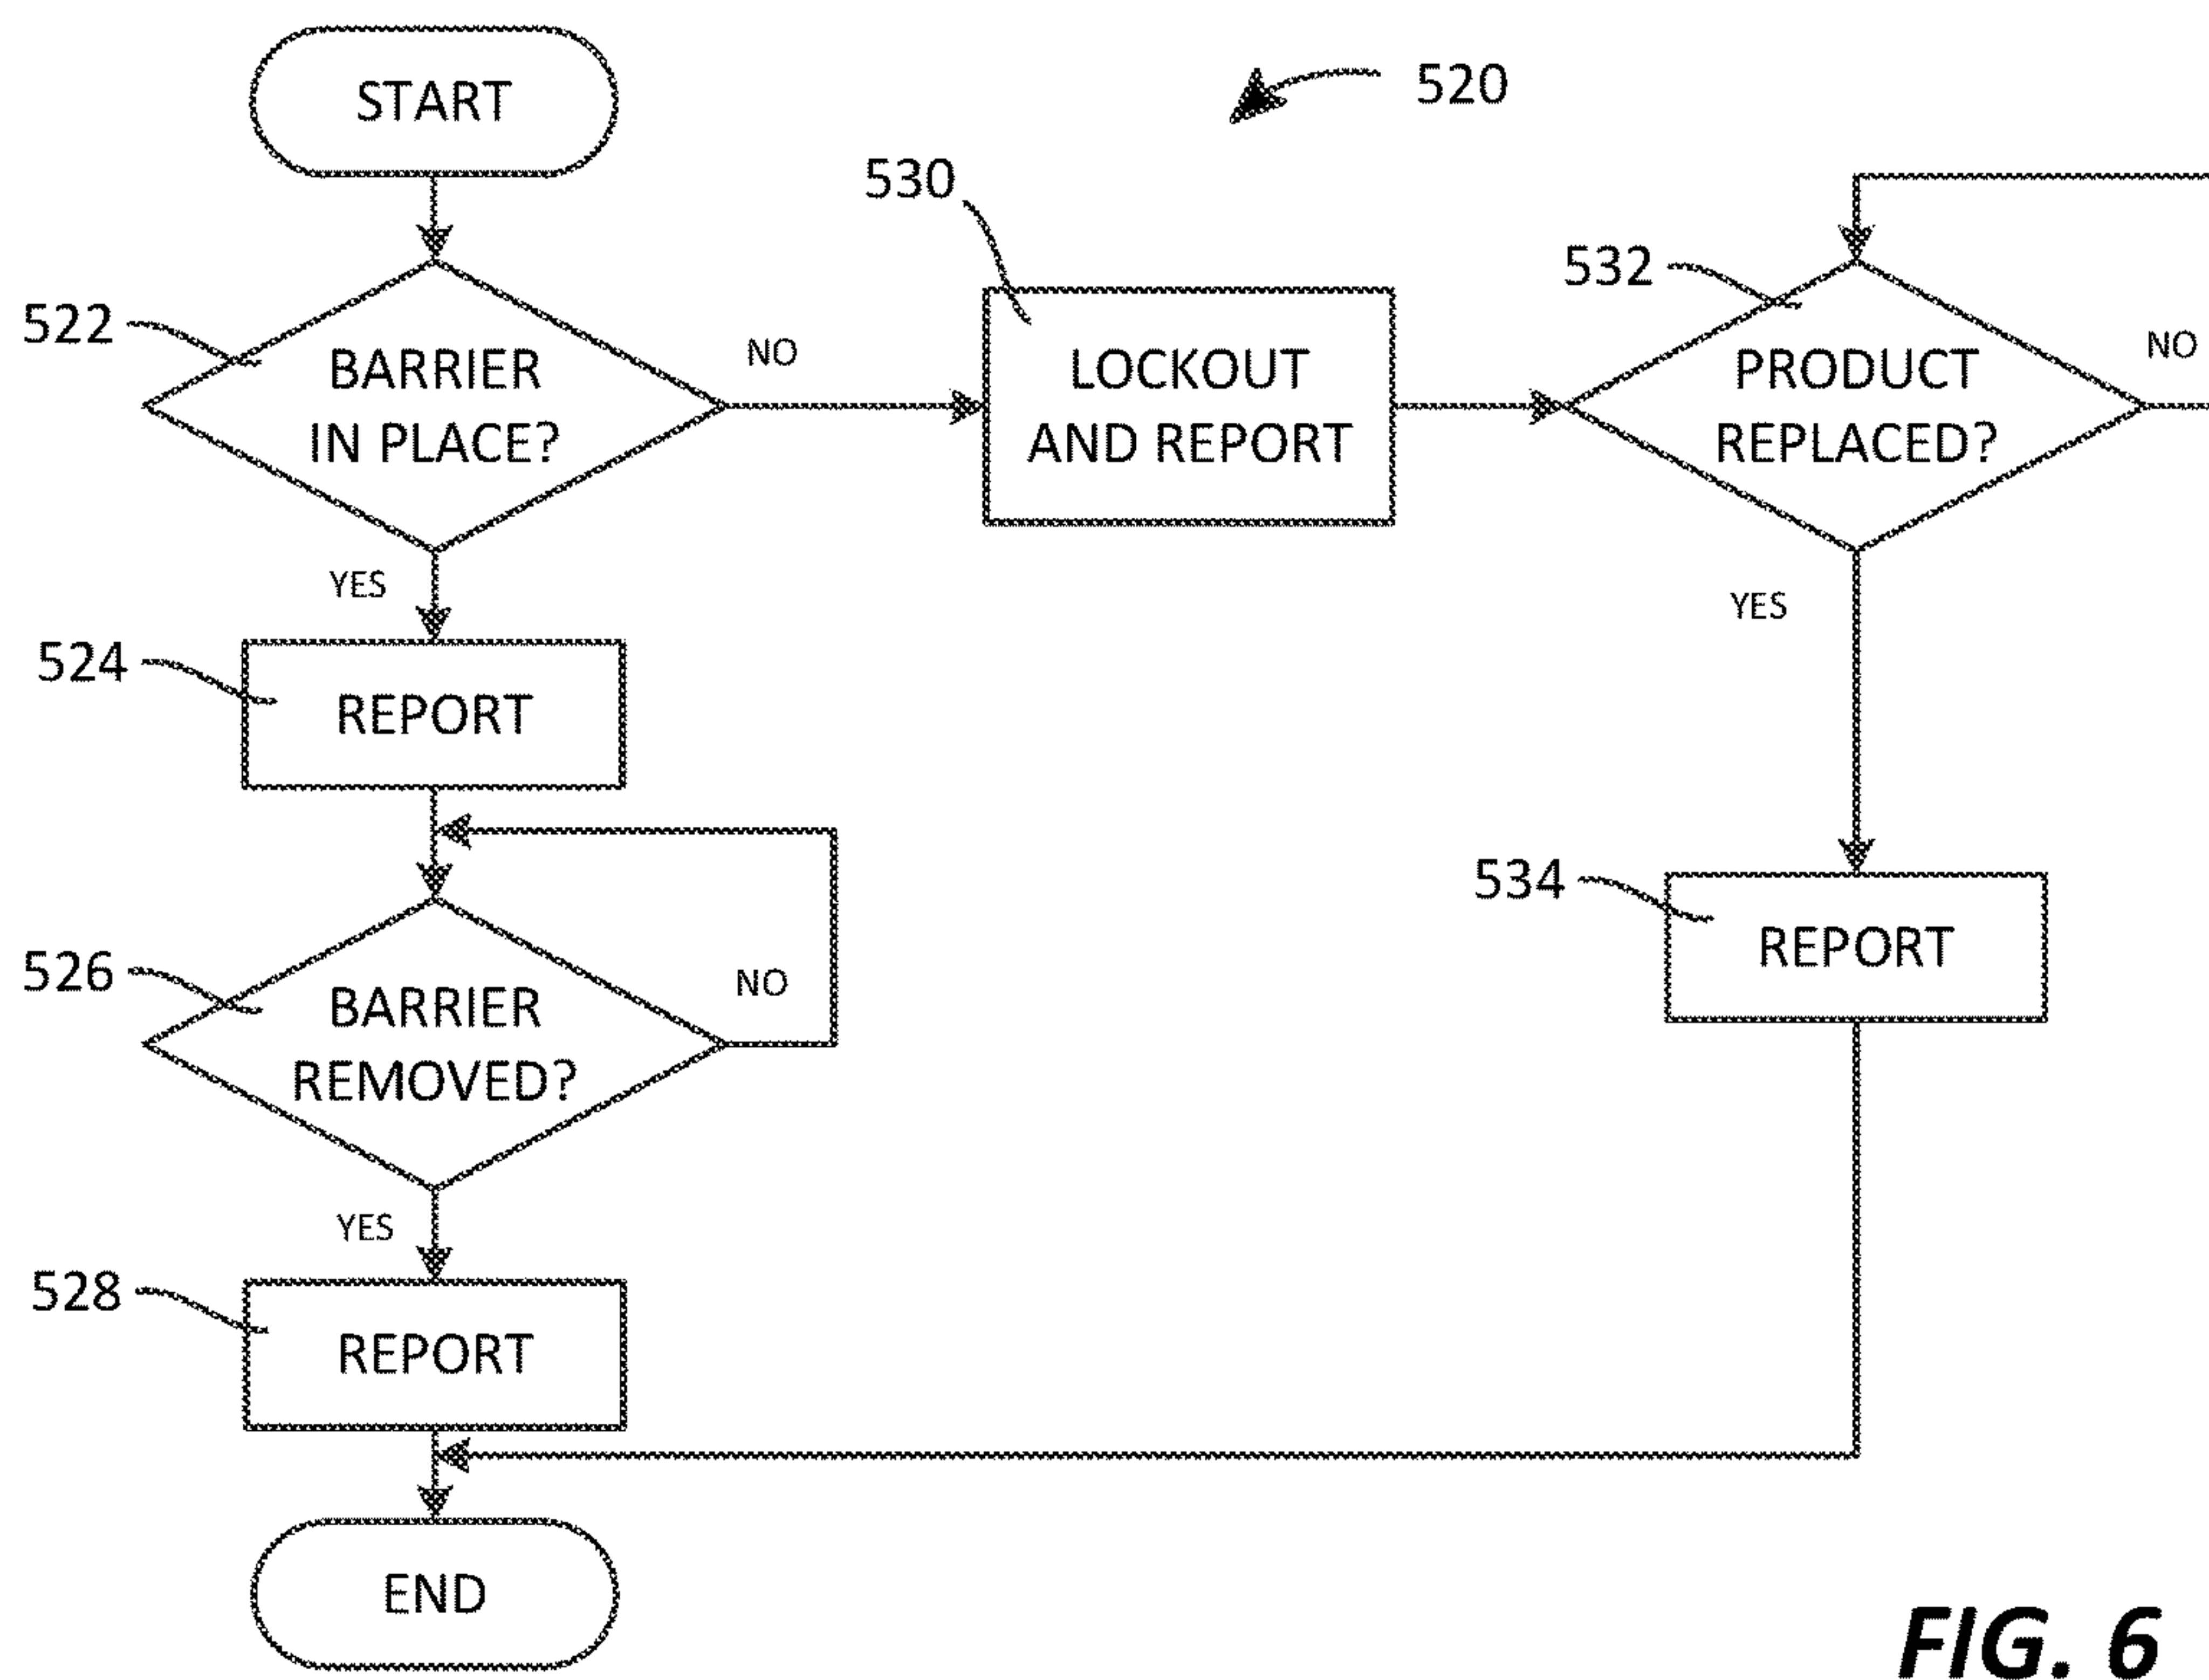 START
520
530
532
522
BARRIER
IN PLACE?
NO
LOCKOUT
AND REPORT
PRODUCT
REPLACED?
NO
YES
YES
524
REPORT
534
REPORT
526
BARRIER
REMOVED?
NO
YES
528
REPORT
END
FIG. 6